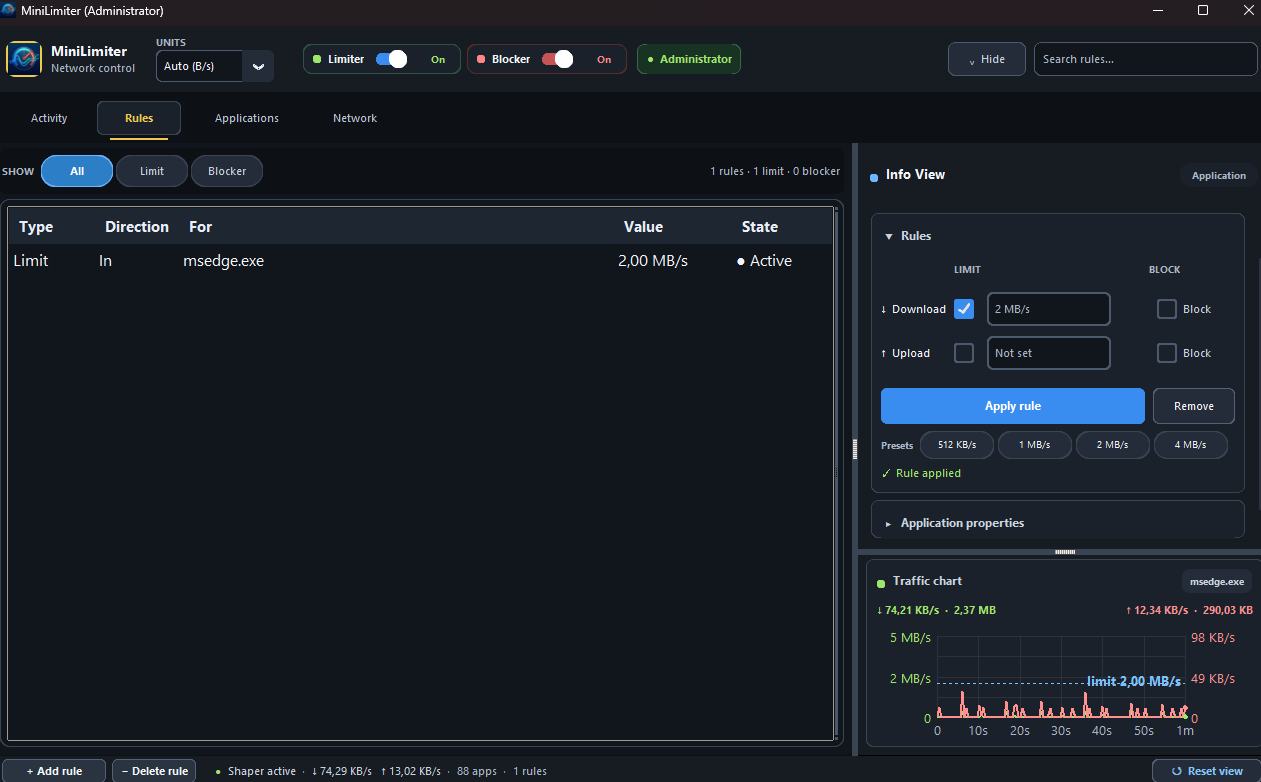 MiniLimiter (Administrator)
MiniLimiter
Network control
UNITS
Auto (B/s)
Limiter On
Blocker On
Administrator
Hide
Search rules...
Activity Rules Applications Network
SHOW All Limit Blocker
1 rules · 1 limit · 0 blocker
Type Direction For Value State
Limit In msedge.exe 2,00 MB/s ● Active
Info View Application
▼ Rules
LIMIT BLOCK
↓ Download 2 MB/s Block
↑ Upload Not set Block
Apply rule Remove
Presets 512 KB/s 1 MB/s 2 MB/s 4 MB/s
✓ Rule applied
▸ Application properties
Traffic chart msedge.exe
↓ 74,21 KB/s · 2,37 MB ↑ 12,34 KB/s · 290,03 KB
5 MB/s 98 KB/s
2 MB/s limit 2,00 MB/s 49 KB/s
0 0
0 10s 20s 30s 40s 50s 1m
+ Add rule − Delete rule ● Shaper active · ↓ 74,29 KB/s ↑ 13,02 KB/s · 88 apps · 1 rules
↺ Reset view